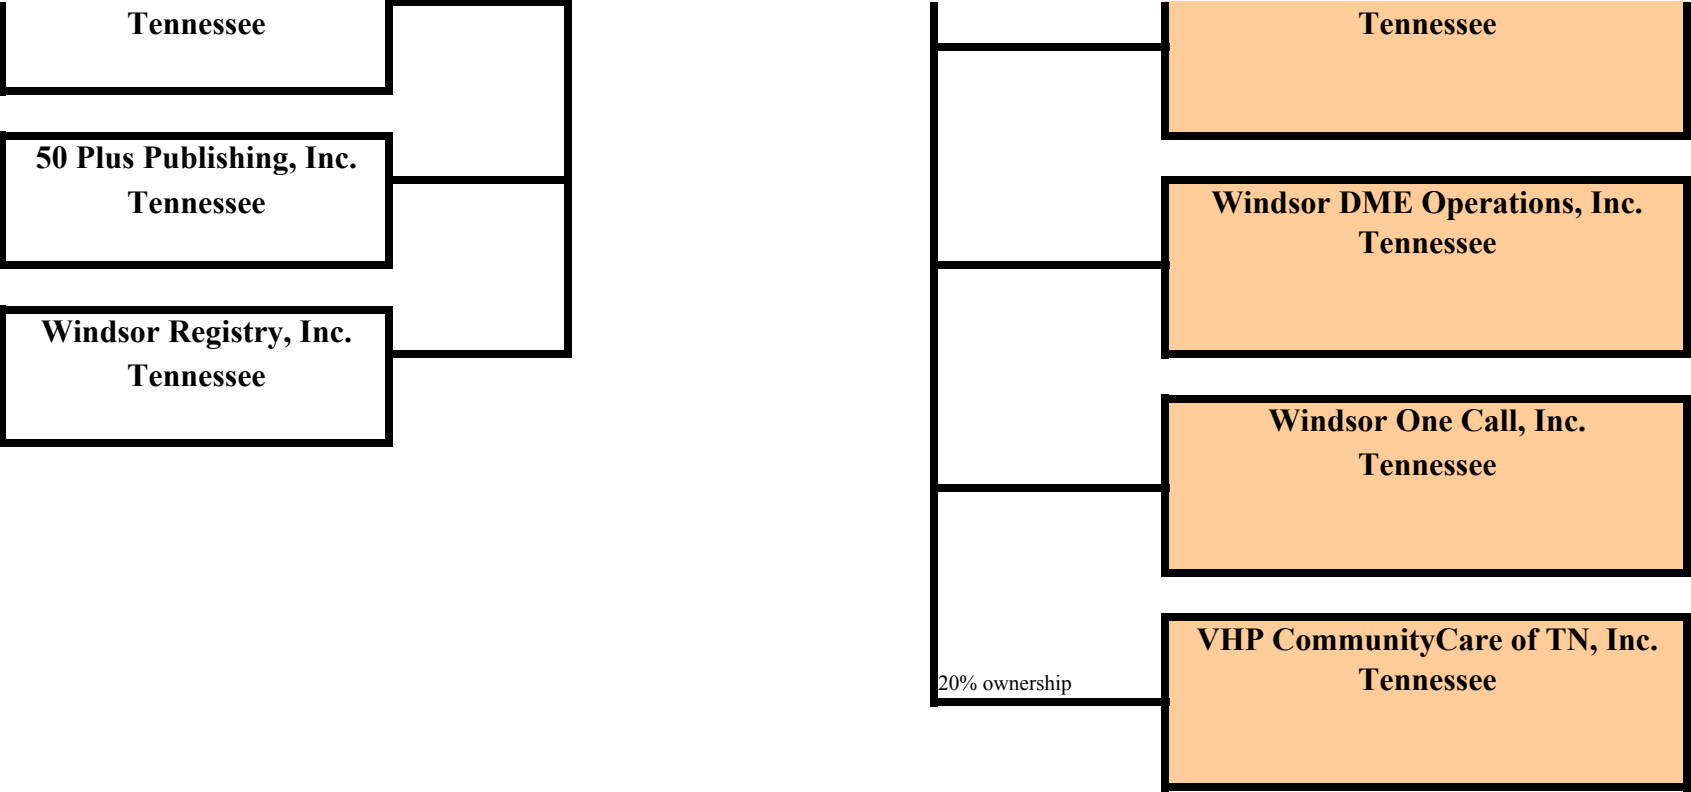 Tennessee
50 Plus Publishing, Inc.
Tennessee
Windsor Registry, Inc.
Tennessee
Tennessee
Windsor DME Operations, Inc.
Tennessee
Windsor One Call, Inc.
Tennessee
VHP CommunityCare of TN, Inc.
Tennessee
20% ownership